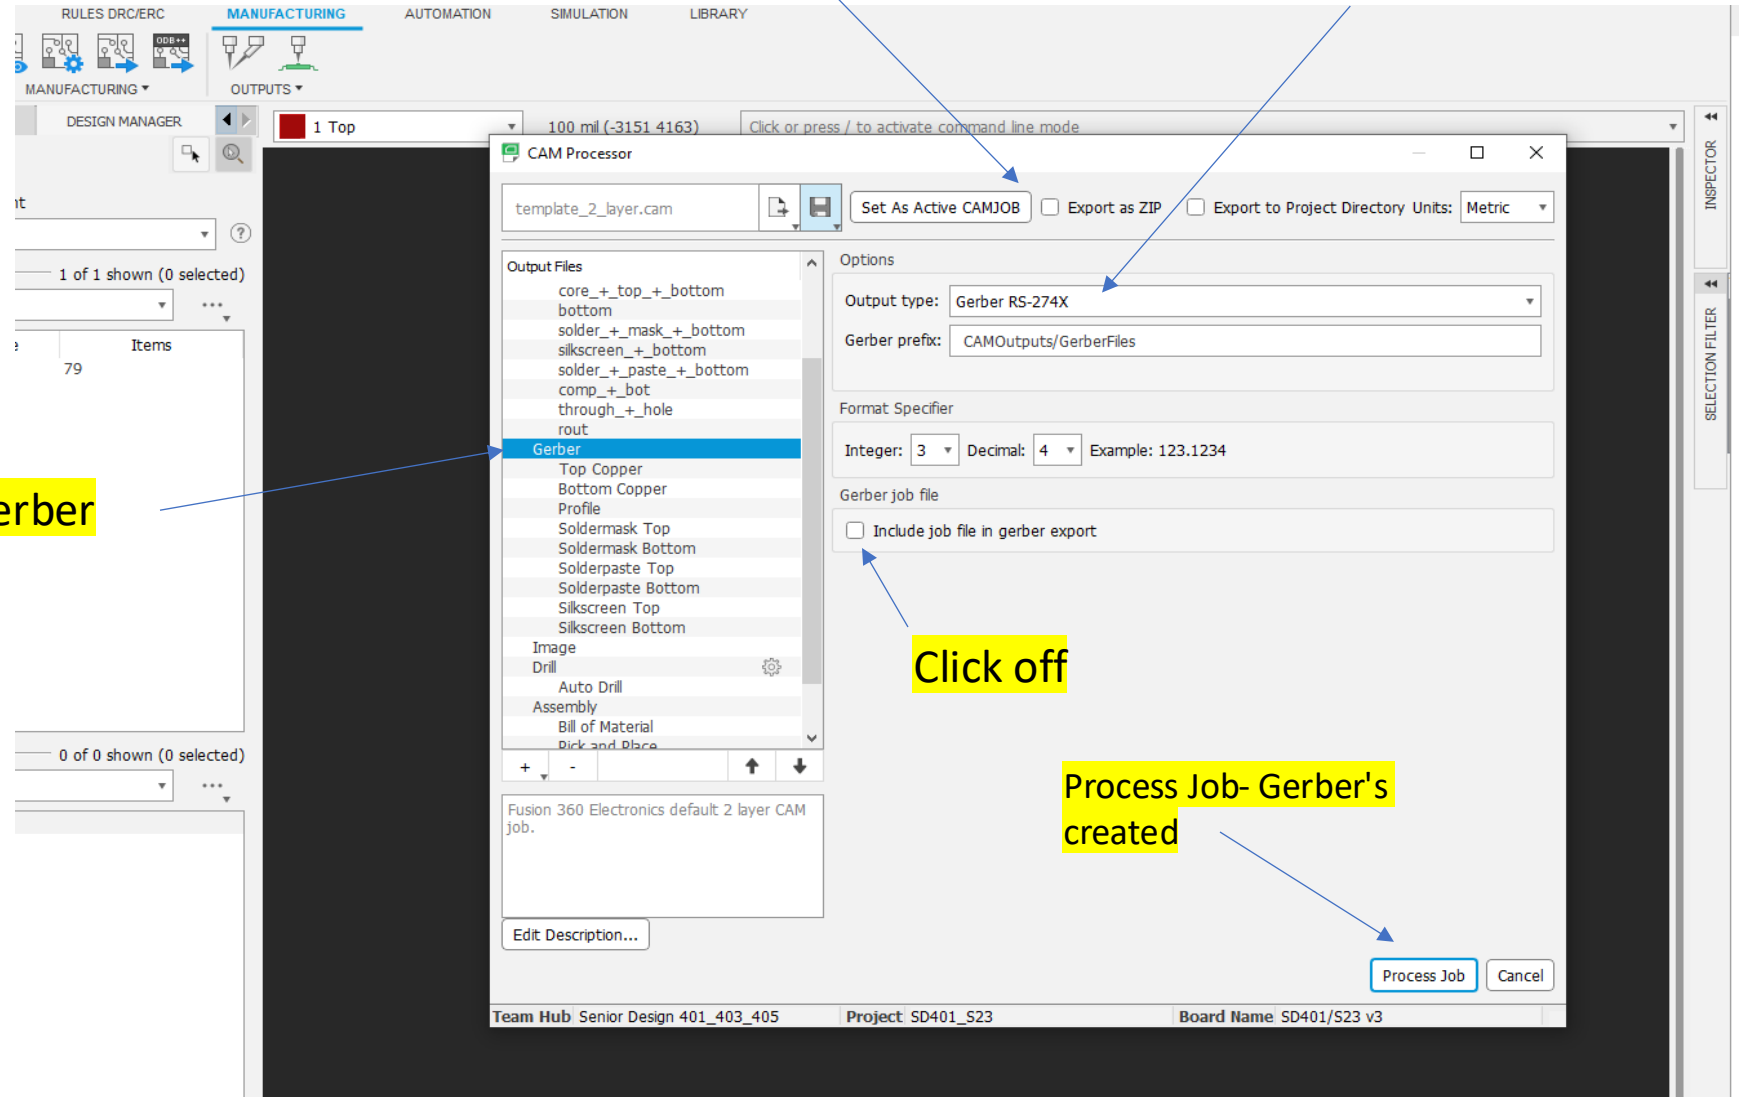 RULES DRC/ERC MANUFACTURING AUTOMATION SIMULATION LIBRARY
ODB++
MANUFACTURING OUTPUTS
DESIGN MANAGER
1 Top 100 mil (-3151 4163) Click or press / to activate command line mode
1 of 1 shown (0 selected)
Items
79
0 of 0 shown (0 selected)
CAM Processor
template_2_layer.cam Set As Active CAMJOB Export as ZIP Export to Project Directory Units: Metric
Output Files
core_+_top_+_bottom
bottom
solder_+_mask_+_bottom
silkscreen_+_bottom
solder_+_paste_+_bottom
comp_+_bot
through_+_hole
rout
Gerber
Top Copper
Bottom Copper
Profile
Soldermask Top
Soldermask Bottom
Solderpaste Top
Solderpaste Bottom
Silkscreen Top
Silkscreen Bottom
Image
Drill
Auto Drill
Assembly
Bill of Material
Pick and Place
+ -
Fusion 360 Electronics default 2 layer CAM
job.
Edit Description...
Options
Output type: Gerber RS-274X
Gerber prefix: CAMOutputs/GerberFiles
Format Specifier
Integer: 3 Decimal: 4 Example: 123.1234
Gerber job file
Include job file in gerber export
Click off
Process Job- Gerber's
created
Process Job Cancel
Team Hub Senior Design 401_403_405 Project SD401_S23 Board Name SD401/S23 v3
INSPECTOR
SELECTION FILTER
erber